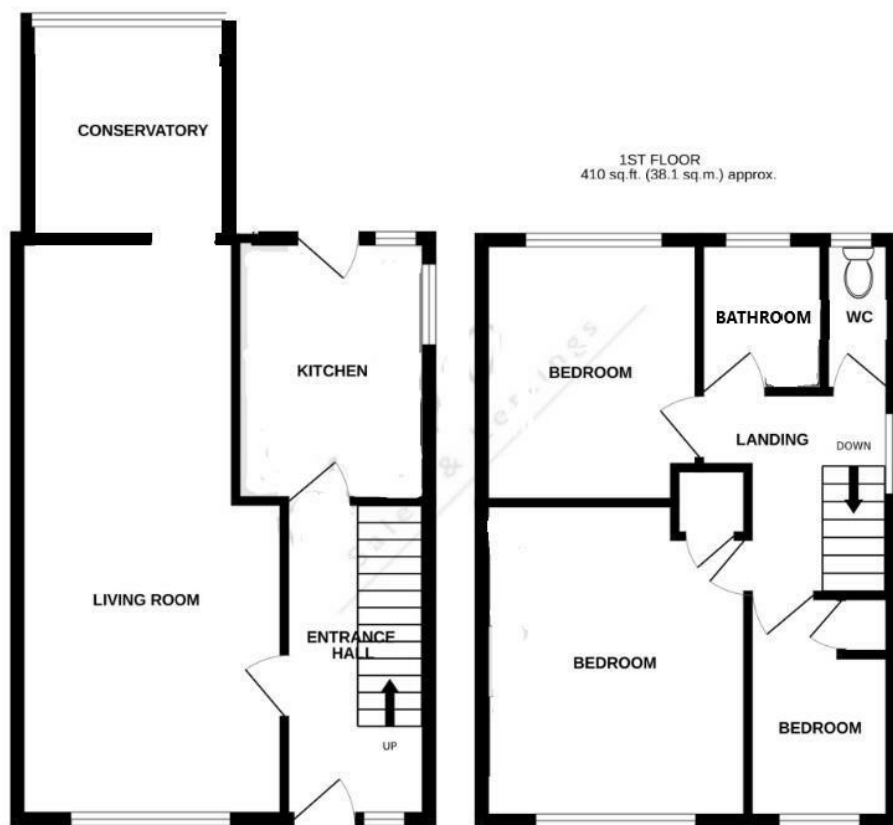 CONSERVATORY
KITCHEN
LIVING ROOM
ENTRANCE
HALL
UP
1ST FLOOR
410 sq.ft. (38.1 sq.m.) approx.
BATHROOM
WC
BEDROOM
LANDING
DOWN
BEDROOM
BEDROOM